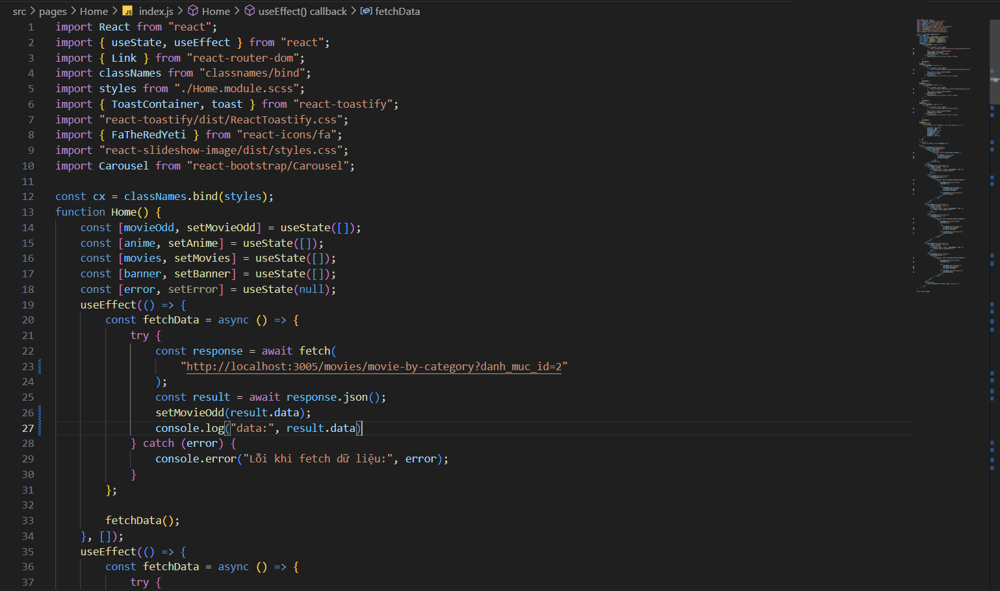 src > pages > Home > JS index.js > Home > useEffect() callback > fetchData
1 import React from "react";
2 import { useState, useEffect } from "react";
3 import { Link } from "react-router-dom";
4 import classNames from "classnames/bind";
5 import styles from "./Home.module.scss";
6 import { ToastContainer, toast } from "react-toastify";
7 import "react-toastify/dist/ReactToastify.css";
8 import { FaTheRedYeti } from "react-icons/fa";
9 import "react-slideshow-image/dist/styles.css";
10 import Carousel from "react-bootstrap/Carousel";
11
12 const cx = classNames.bind(styles);
13 function Home() {
14 const [movieOdd, setMovieOdd] = useState([]);
15 const [anime, setAnime] = useState([]);
16 const [movies, setMovies] = useState([]);
17 const [banner, setBanner] = useState([]);
18 const [error, setError] = useState(null);
19 useEffect(() => {
20 const fetchData = async () => {
21 try {
22 const response = await fetch(
23 "http://localhost:3005/movies/movie-by-category?danh_muc_id=2"
24 );
25 const result = await response.json();
26 setMovieOdd(result.data);
27 console.log("data:", result.data)
28 } catch (error) {
29 console.error("Lỗi khi fetch dữ liệu:", error);
30 }
31 };
32
33 fetchData();
34 }, []);
35 useEffect(() => {
36 const fetchData = async () => {
37 try {